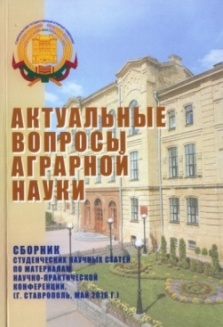 АКТУАЛЬНЫЕ
ВОПРОСЫ
АГРАРНОЙ
НАУКИ
СБОРНИК
СТУДЕНЧЕСКИХ НАУЧНЫХ СТАТЕЙ
ПО МАТЕРИАЛАМ
НАУЧНО-ПРАКТИЧЕСКОЙ
КОНФЕРЕНЦИИ.
(Г. СТАВРОПОЛЬ, МАЙ 2016 Г.)